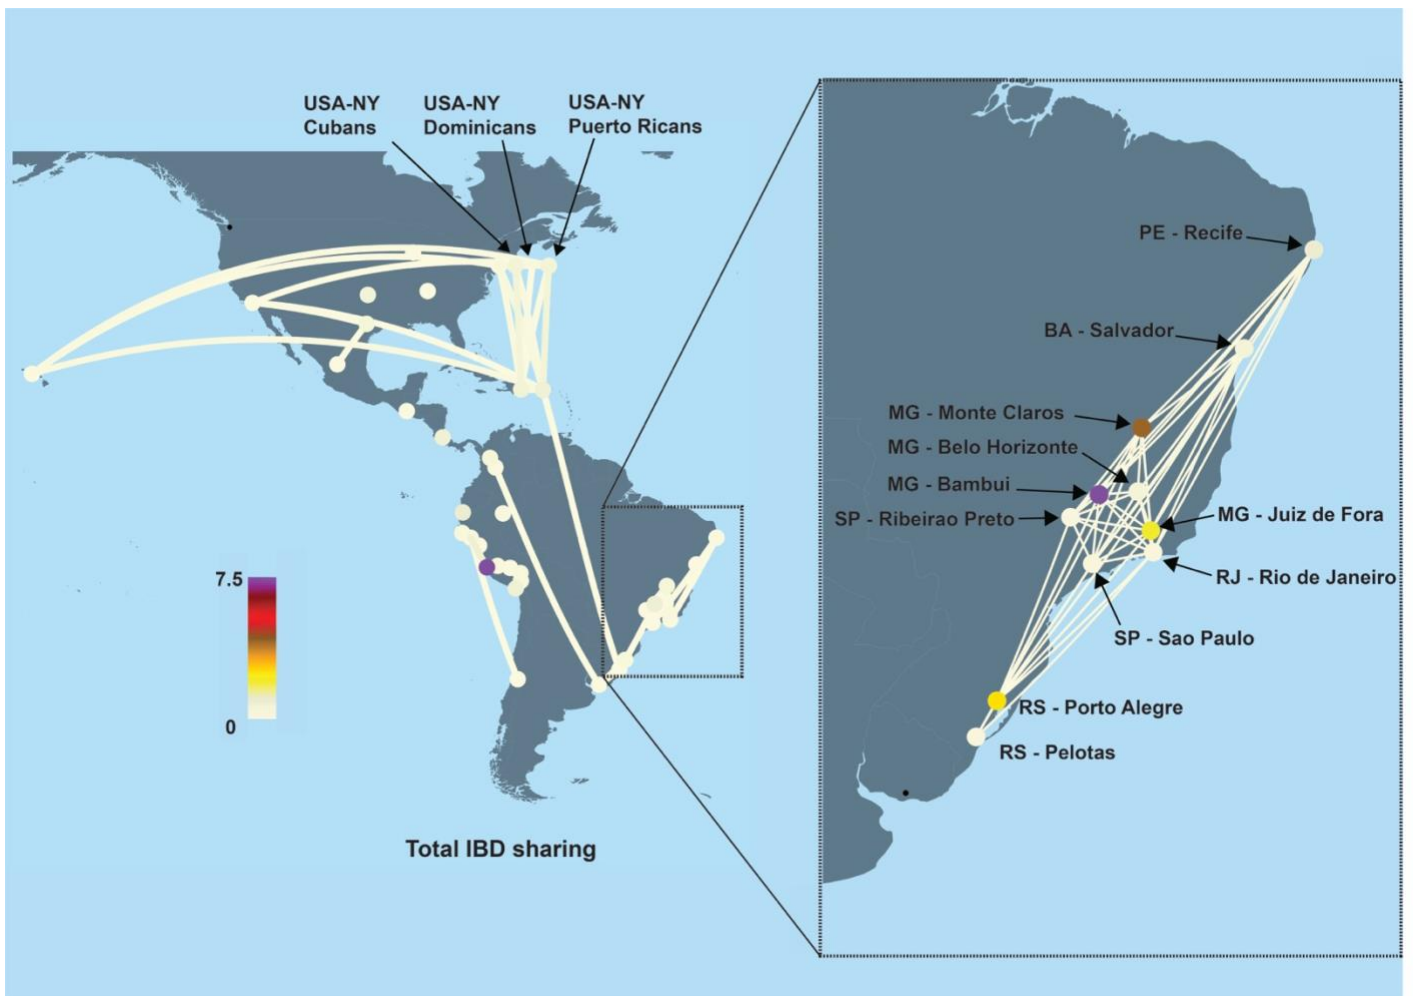 USA-NY
Cubans
USA-NY
Dominicans
USA-NY
Puerto Ricans
7.5
0
Total IBD sharing
PE - Recife
BA - Salvador
MG - Monte Claros
MG - Belo Horizonte
MG - Bambui
SP - Ribeirao Preto
MG - Juiz de Fora
RJ - Rio de Janeiro
SP - Sao Paulo
RS - Porto Alegre
RS - Pelotas